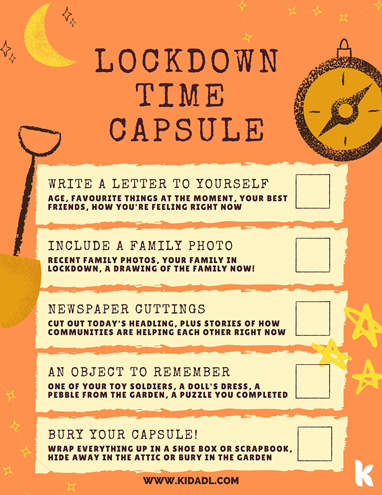 LOCKDOWN
TIME
CAPSULE
WRITE A LETTER TO YOURSELF
AGE, FAVOURITE THINGS AT THE MOMENT, YOUR BEST
FRIENDS, HOW YOU'RE FEELING RIGHT NOW
INCLUDE A FAMILY PHOTO
RECENT FAMILY PHOTOS, YOUR FAMILY IN
LOCKDOWN, A DRAWING OF THE FAMILY NOW!
NEWSPAPER CUTTINGS
CUT OUT TODAY'S HEADLING, PLUS STORIES OF HOW
COMMUNITIES ARE HELPING EACH OTHER RIGHT NOW
AN OBJECT TO REMEMBER
ONE OF YOUR TOY SOLDIERS, A DOLL'S DRESS, A
PEBBLE FROM THE GARDEN, A PUZZLE YOU COMPLETED
BURY YOUR CAPSULE!
WRAP EVERYTHING UP IN A SHOE BOX OR SCRAPBOOK,
HIDE AWAY IN THE ATTIC OR BURY IN THE GARDEN
WWW.KIDADL.COM
k